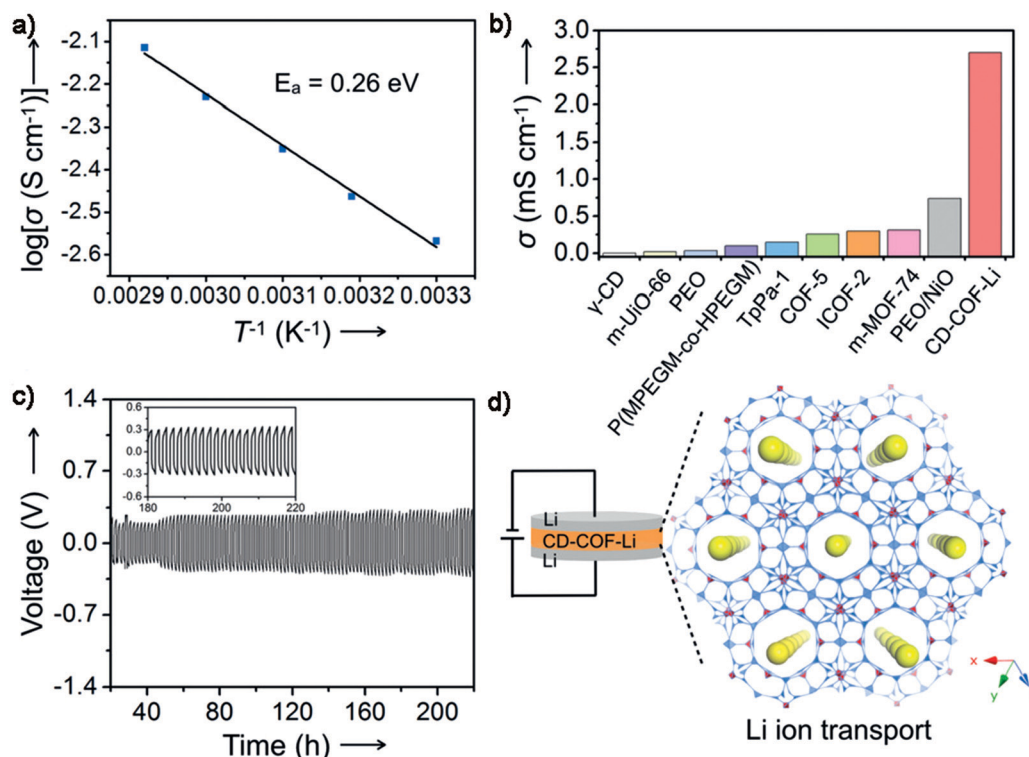 a)
log[σ (S cm⁻¹)]
-2.1
-2.2
-2.3
-2.4
-2.5
-2.6
Eₐ = 0.26 eV
0.0029 0.0030 0.0031 0.0032 0.0033
T⁻¹ (K⁻¹)
b)
σ (mS cm⁻¹)
3.0
2.5
2.0
1.5
1.0
0.5
0.0
γ-CD
m-UiO-66
PEO
P(MPEGM-co-HPEGM)
TpPa-1
COF-5
ICOF-2
m-MOF-74
PEO/NiO
CD-COF-Li
c)
Voltage (V)
1.4
0.7
0.0
-0.7
-1.4
0.6
0.3
0.0
-0.3
-0.6
180 200 220
40 80 120 160 200
Time (h)
d)
Li
CD-COF-Li
Li
x
y
Li ion transport